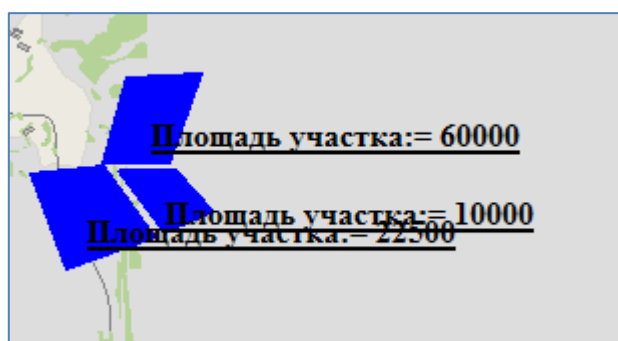 Площадь участка:= 60000
Площадь участка:= 10000
Площадь участка:= 22500